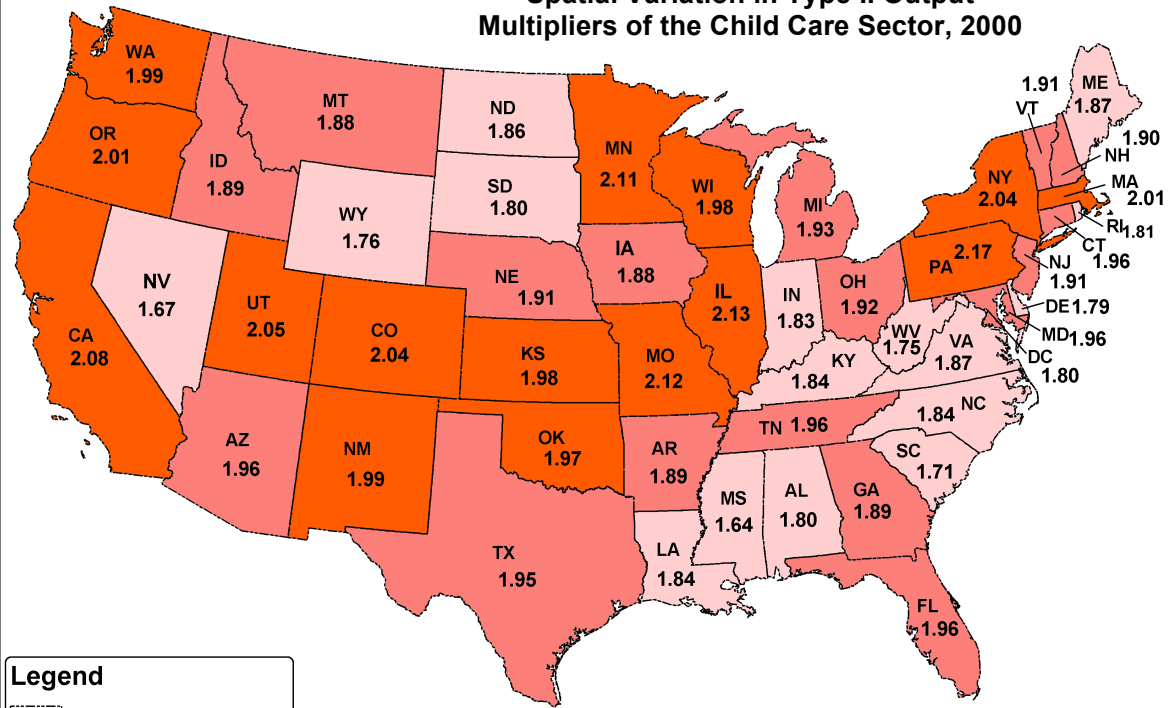 Spatial Variation in Type II Output
Multipliers of the Child Care Sector, 2000
WA
1.99
OR
2.01
CA
2.08
NV
1.67
ID
1.89
MT
1.88
WY
1.76
UT
2.05
CO
2.04
AZ
1.96
NM
1.99
ND
1.86
SD
1.80
NE
1.91
KS
1.98
OK
1.97
TX
1.95
MN
2.11
IA
1.88
MO
2.12
AR
1.89
LA
1.84
WI
1.98
IL
2.13
MI
1.93
IN
1.83
OH
1.92
KY
1.84
TN 1.96
MS
1.64
AL
1.80
GA
1.89
FL
1.96
SC
1.71
1.84 NC
VA
1.87
WV
1.75
PA 2.17
NY
2.04
1.91
VT
ME
1.87
1.90
NH
MA
2.01
RI 1.81
CT
1.96
NJ
1.91
DE 1.79
MD 1.96
DC
1.80
Legend